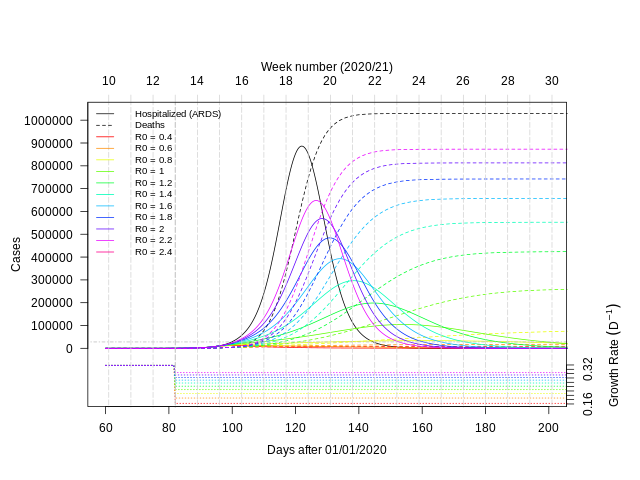 Week number (2020/21)
10 12 14 16 18 20 22 24 26 28 30
Hospitalized (ARDS)
Deaths
R0 = 0.4
R0 = 0.6
R0 = 0.8
R0 = 1
R0 = 1.2
R0 = 1.4
R0 = 1.6
R0 = 1.8
R0 = 2
R0 = 2.2
R0 = 2.4
Cases
1000000
900000
800000
700000
600000
500000
400000
300000
200000
100000
0
Growth Rate (D⁻¹)
0.32
0.16
60 80 100 120 140 160 180 200
Days after 01/01/2020